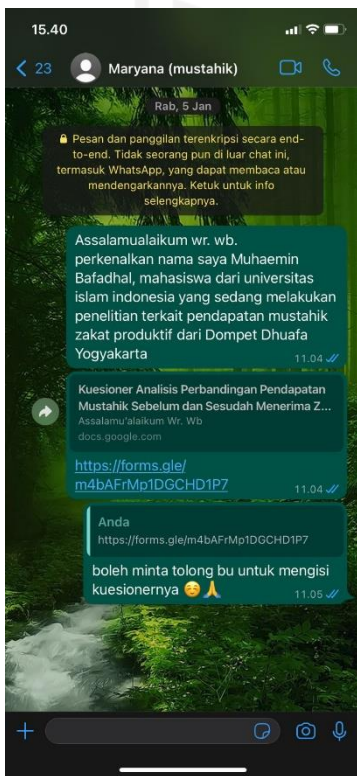 15.40
23
Maryana (mustahik)
Rab, 5 Jan
Pesan dan panggilan terenkripsi secara end-
to-end. Tidak seorang pun di luar chat ini,
termasuk WhatsApp, yang dapat membaca atau
mendengarkannya. Ketuk untuk info
selengkapnya.
Assalamualaikum wr. wb.
perkenalkan nama saya Muhaemin
Bafadhal, mahasiswa dari universitas
islam indonesia yang sedang melakukan
penelitian terkait pendapatan mustahik
zakat produktif dari Dompet Dhuafa
Yogyakarta
11.04
Kuesioner Analisis Perbandingan Pendapatan
Mustahik Sebelum dan Sesudah Menerima Z...
Assalamu'alaikum Wr. Wb
docs.google.com
https://forms.gle/
m4bAFrMp1DGCHD1P7
11.04
Anda
https://forms.gle/m4bAFrMp1DGCHD1P7
boleh minta tolong bu untuk mengisi
kuesionernya 😊🙏
11.05